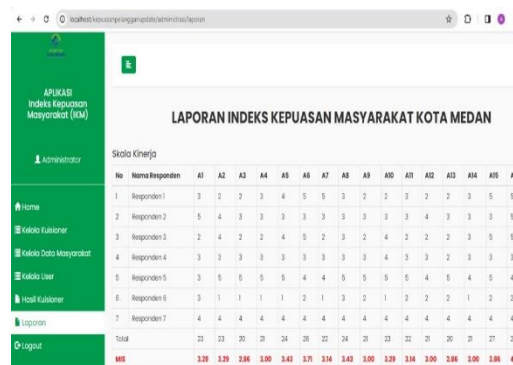 localhost/kepuasanpelangganupdate/administrasi/laporan
APLIKASI
Indeks Kepuasan
Masyarakat (IKM)
Administrator
Home
Kelola Kuisioner
Kelola Data Masyarakat
Kelola User
Hasil Kuisioner
Laporan
Logout
LAPORAN INDEKS KEPUASAN MASYARAKAT KOTA MEDAN
Skala Kinerja
No Nama Responden A1 A2 A3 A4 A5 A6 A7 A8 A9 A10 A11 A12 A13 A14 A15
1 Responden 1 3 2 2 3 4 5 5 3 2 2 3 2 2 3 5
2 Responden 2 5 4 3 3 3 3 3 3 3 3 3 4 3 3 3
3 Responden 3 2 4 2 2 4 5 2 3 2 4 2 2 2 3 5
4 Responden 4 3 3 3 3 3 3 3 3 3 4 3 3 2 3 3
5 Responden 5 3 5 5 5 5 4 4 5 5 5 5 4 5 4 5
6 Responden 6 3 1 1 1 1 2 1 3 2 1 2 2 2 1 2
7 Responden 7 4 4 4 4 4 4 4 4 4 4 4 4 4 4 4
Total 23 23 20 21 24 26 22 24 21 23 22 21 20 21 27
MIS 3.29 3.29 2.86 3.00 3.43 3.71 3.14 3.43 3.00 3.29 3.14 3.00 2.86 3.00 3.86